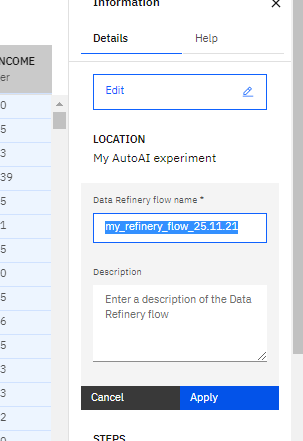 Information
Details
Help
NCOME
er
Edit
0
5
3
LOCATION
39
My AutoAI experiment
5
1
Data Refinery flow name *
5
my_refinery_flow_25.11.21
0
5
Description
6
Enter a description of the Data
Refinery flow
5
3
3
Cancel
Apply
2
0
STEPS